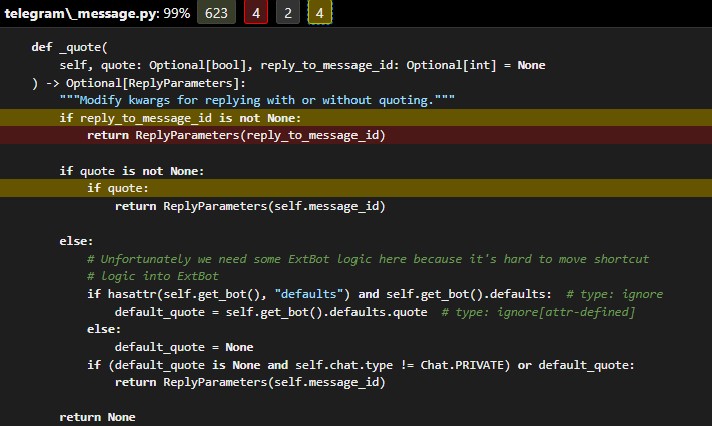 telegram\_message.py: 99% 623 4 2 4
def _quote(
self, quote: Optional[bool], reply_to_message_id: Optional[int] = None
) -> Optional[ReplyParameters]:
"""Modify kwargs for replying with or without quoting."""
if reply_to_message_id is not None:
return ReplyParameters(reply_to_message_id)
if quote is not None:
if quote:
return ReplyParameters(self.message_id)
else:
# Unfortunately we need some ExtBot logic here because it's hard to move shortcut
# logic into ExtBot
if hasattr(self.get_bot(), "defaults") and self.get_bot().defaults:  # type: ignore
default_quote = self.get_bot().defaults.quote  # type: ignore[attr-defined]
else:
default_quote = None
if (default_quote is None and self.chat.type != Chat.PRIVATE) or default_quote:
return ReplyParameters(self.message_id)
return None